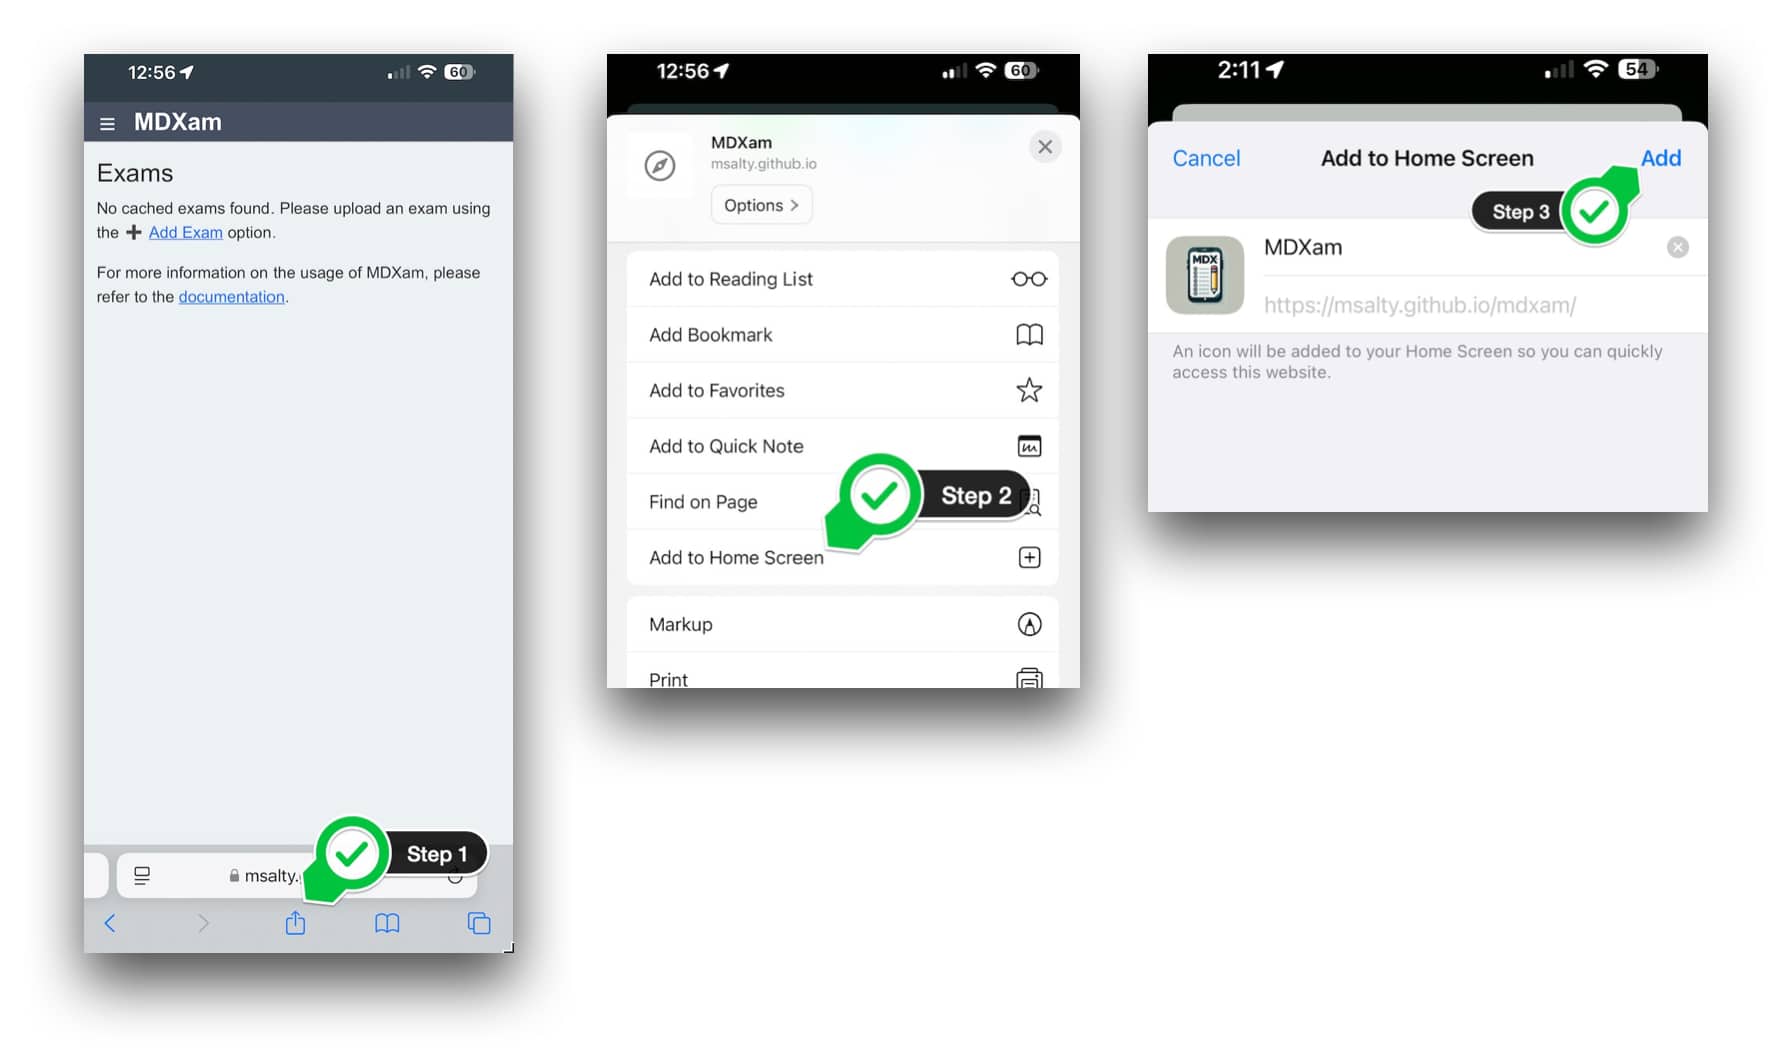 12:56
60
MDXam
Exams
No cached exams found. Please upload an exam using
the + Add Exam option.
For more information on the usage of MDXam, please
refer to the documentation.
Step 1
msalty.
12:56
60
MDXam
msalty.github.io
Options >
Add to Reading List
Add Bookmark
Add to Favorites
Add to Quick Note
Find on Page
Step 2
Add to Home Screen
Markup
Print
2:11
54
Cancel
Add to Home Screen
Add
Step 3
MDXam
MDX
https://msalty.github.io/mdxam/
An icon will be added to your Home Screen so you can quickly
access this website.